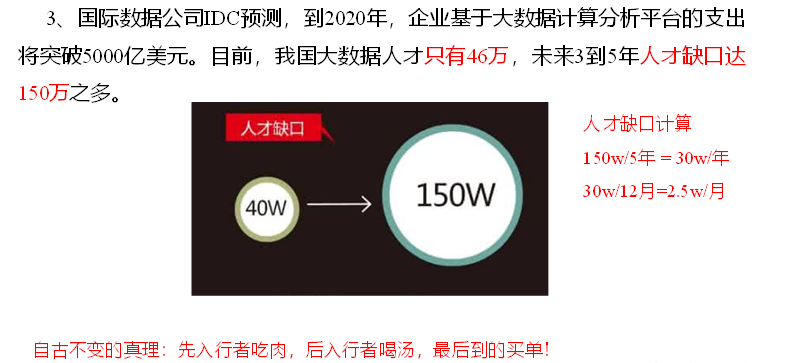 3、国际数据公司IDC预测，到2020年，企业基于大数据计算分析平台的支出
将突破5000亿美元。目前，我国大数据人才只有46万，未来3到5年人才缺口达
150万之多。
人才缺口
40W
150W
人才缺口计算
150w/5年 = 30w/年
30w/12月=2.5w/月
自古不变的真理：先入行者吃肉，后入行者喝汤，最后到的买单!